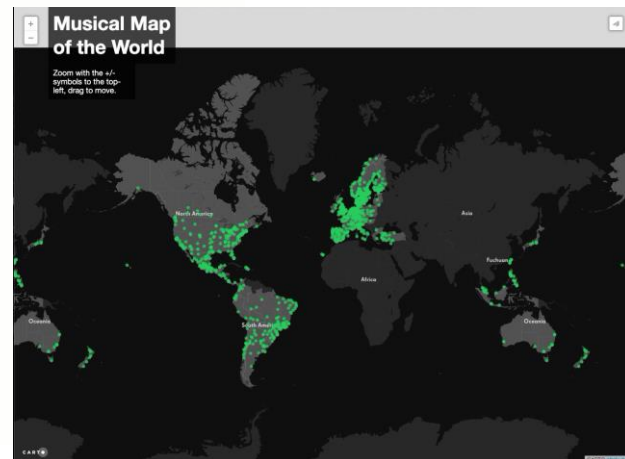 +
Musical Map
of the World
−
Zoom with the +/-
symbols to the top-
left, drag to move.
North America
Asia
Fuzhou
Africa
Oceania
South America
Oceania
CARTO